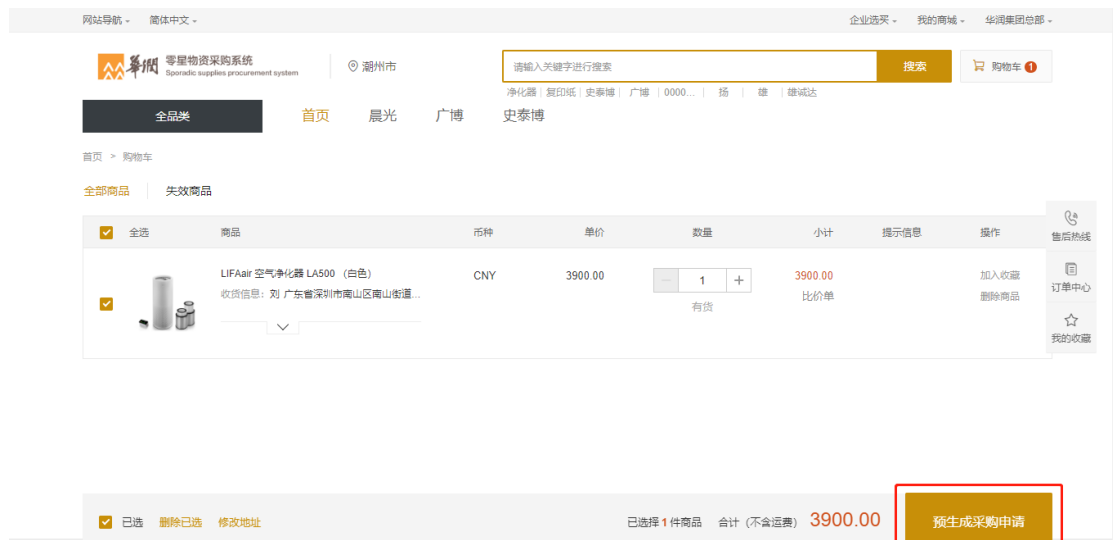 网站导航 简体中文 企业选买 我的商城 华润集团总部
华润 零星物资采购系统
Sporadic supplies procurement system
潮州市
请输入关键字进行搜索 搜索 购物车 1
净化器 | 复印纸 | 史泰博 | 广博 | 0000... | 扬 | 雄 | 雄诚达
全品类 首页 晨光 广博 史泰博
首页 > 购物车
全部商品 失效商品
全选 商品 币种 单价 数量 小计 提示信息 操作
LIFAair 空气净化器 LA500 （白色） CNY 3900.00 - 1 + 3900.00 加入收藏
收货信息：刘 广东省深圳市南山区南山街道... 有货 比价单 删除商品
售后热线
订单中心
我的收藏
已选 删除已选 修改地址 已选择 1 件商品 合计（不含运费） 3900.00 预生成采购申请